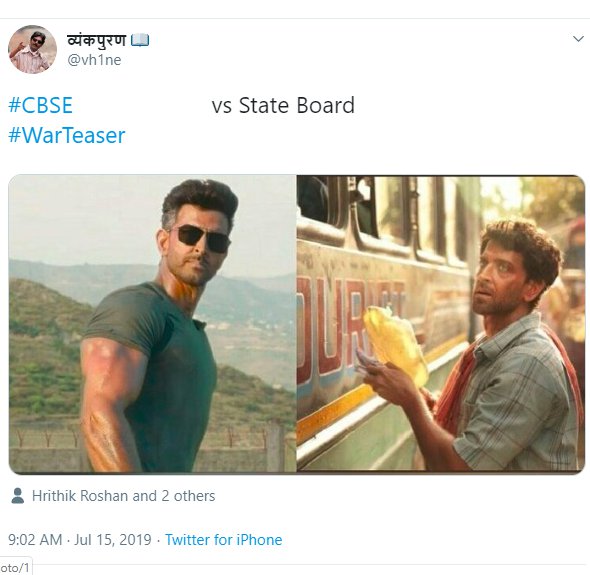 व्यंकपुरण 📖
@vh1ne
#CBSE vs State Board
#WarTeaser
Hrithik Roshan and 2 others
9:02 AM · Jul 15, 2019 · Twitter for iPhone
oto/1